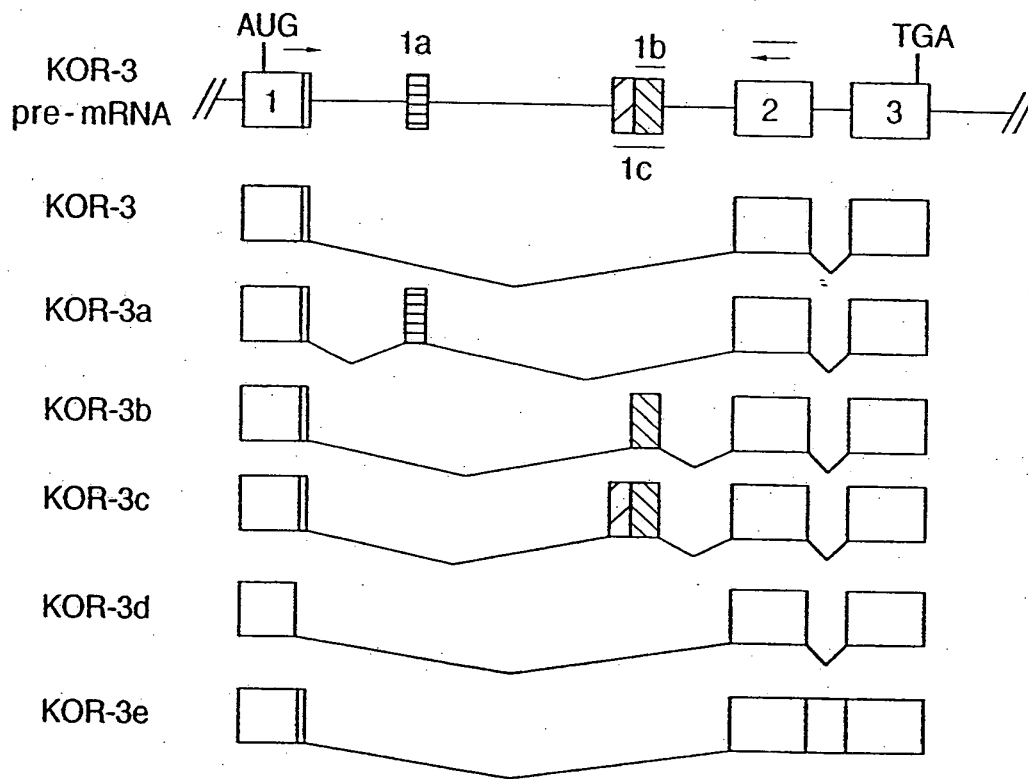 AUG
TGA
1a
1b
KOR-3
pre-mRNA
1
2
3
1c
KOR-3
KOR-3a
KOR-3b
KOR-3c
KOR-3d
KOR-3e